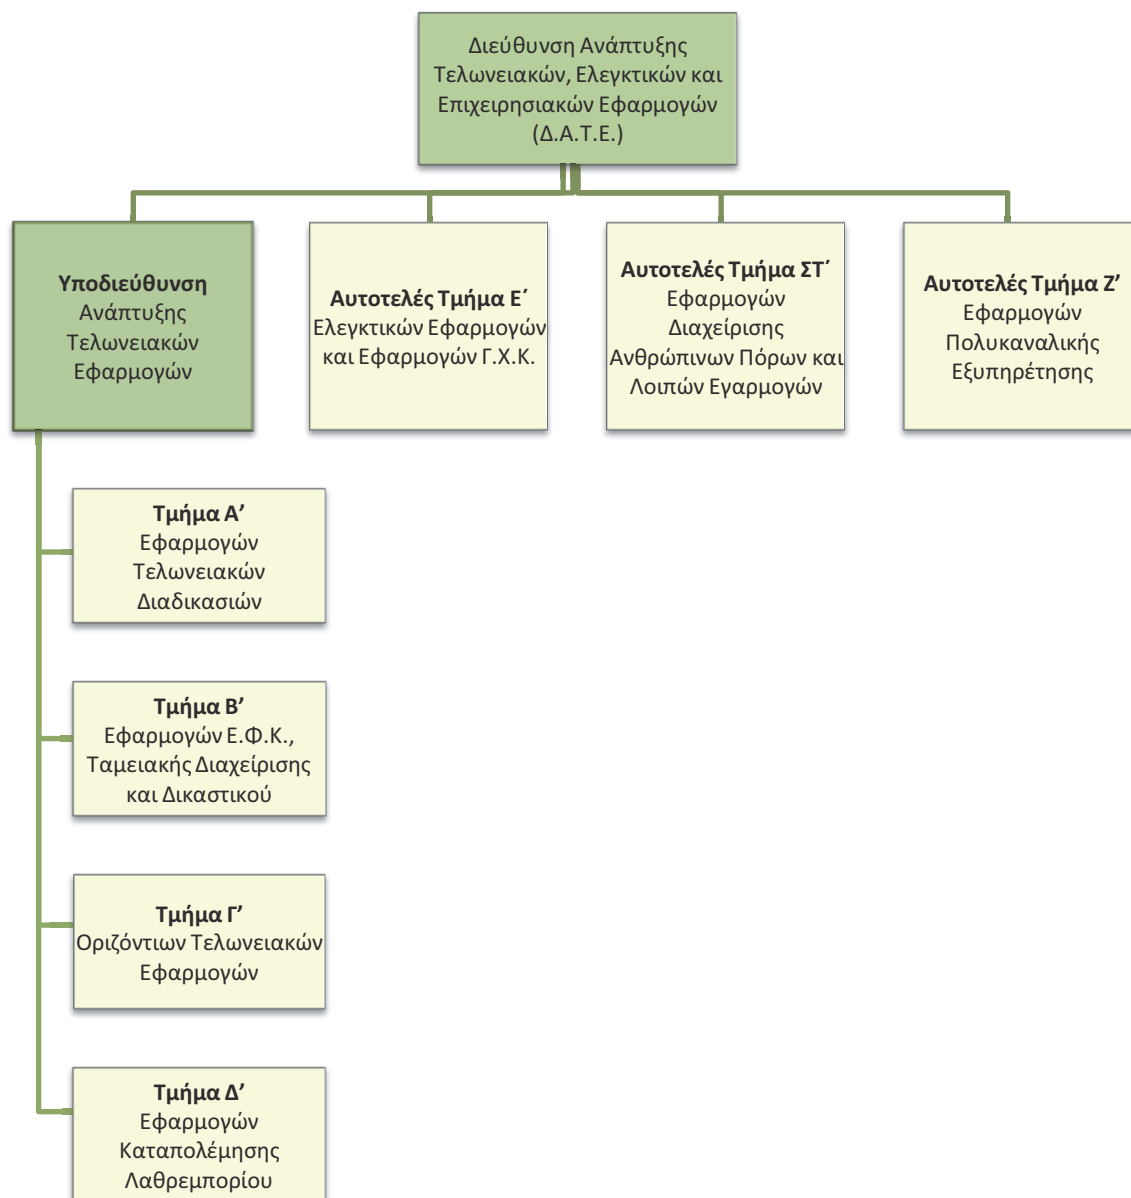 Διεύθυνση Ανάπτυξης
Τελωνειακών, Ελεγκτικών και
Επιχειρησιακών Εφαρμογών
(Δ.Α.Τ.Ε.)
Υποδιεύθυνση
Ανάπτυξης
Τελωνειακών
Εφαρμογών
Αυτοτελές Τμήμα Ε΄
Ελεγκτικών Εφαρμογών
και Εφαρμογών Γ.Χ.Κ.
Αυτοτελές Τμήμα ΣΤ΄
Εφαρμογών
Διαχείρισης
Ανθρώπινων Πόρων και
Λοιπών Εγαρμογών
Αυτοτελές Τμήμα Ζ’
Εφαρμογών
Πολυκαναλικής
Εξυπηρέτησης
Τμήμα Α’
Εφαρμογών
Τελωνειακών
Διαδικασιών
Τμήμα Β’
Εφαρμογών Ε.Φ.Κ.,
Ταμειακής Διαχείρισης
και Δικαστικού
Τμήμα Γ’
Οριζόντιων Τελωνειακών
Εφαρμογών
Τμήμα Δ’
Εφαρμογών
Καταπολέμησης
Λαθρεμπορίου